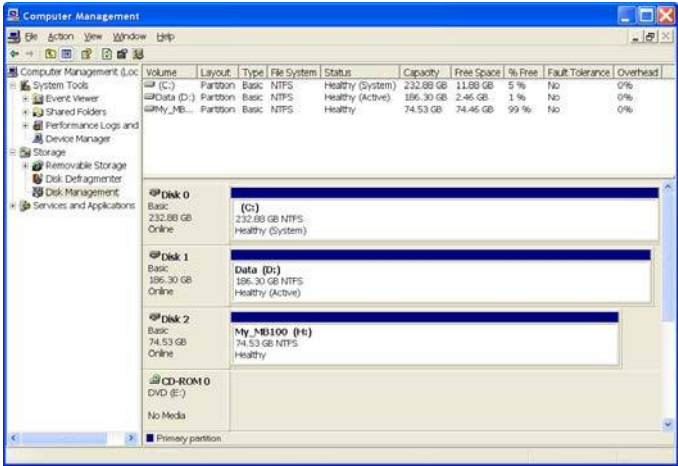 Computer Management
File Action View Window Help
Computer Management (Loc
System Tools
Event Viewer
Shared Folders
Performance Logs and
Device Manager
Storage
Removable Storage
Disk Defragmenter
Disk Management
Services and Applications
Volume Layout Type File System Status Capacity Free Space % Free Fault Tolerance Overhead
(C:) Partition Basic NTFS Healthy (System) 232.88 GB 11.88 GB 5 % No 0%
Data (D:) Partition Basic NTFS Healthy (Active) 186.30 GB 2.46 GB 1 % No 0%
My_MB... Partition Basic NTFS Healthy 74.53 GB 74.46 GB 99 % No 0%
Disk 0
Basic
232.88 GB
Online
(C:)
232.88 GB NTFS
Healthy (System)
Disk 1
Basic
186.30 GB
Online
Data (D:)
186.30 GB NTFS
Healthy (Active)
Disk 2
Basic
74.53 GB
Online
My_MB100 (H:)
74.53 GB NTFS
Healthy
CD-ROM 0
DVD (E:)
No Media
Primary partition